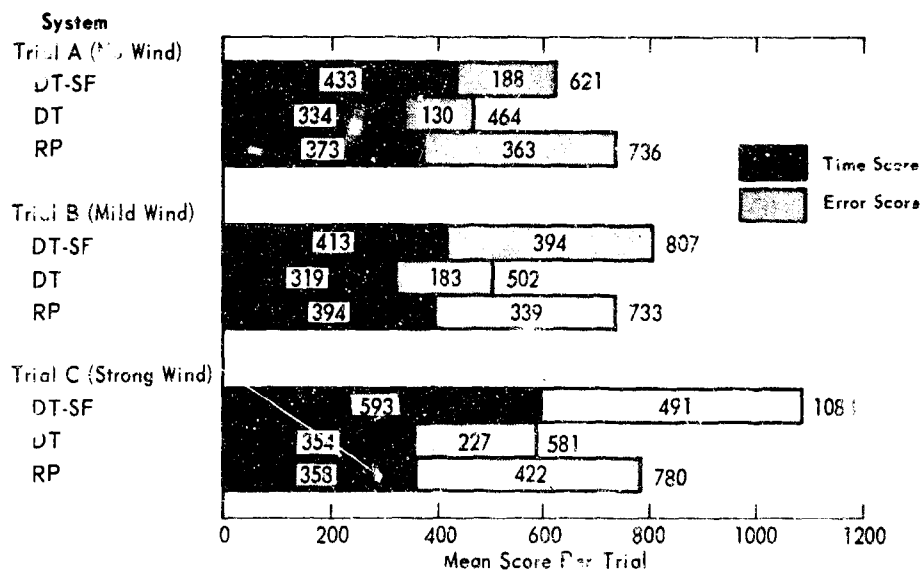 System
Trial A (No Wind)
DT-SF 433 188 621
DT 334 130 464
RP 373 363 736
Time Score
Error Score
Trial B (Mild Wind)
DT-SF 413 394 807
DT 319 183 502
RP 394 339 733
Trial C (Strong Wind)
DT-SF 593 491
DT 354 227 581
RP 358 422 780
0 200 400 600 800 1000 1200
Mean Score Per Trial